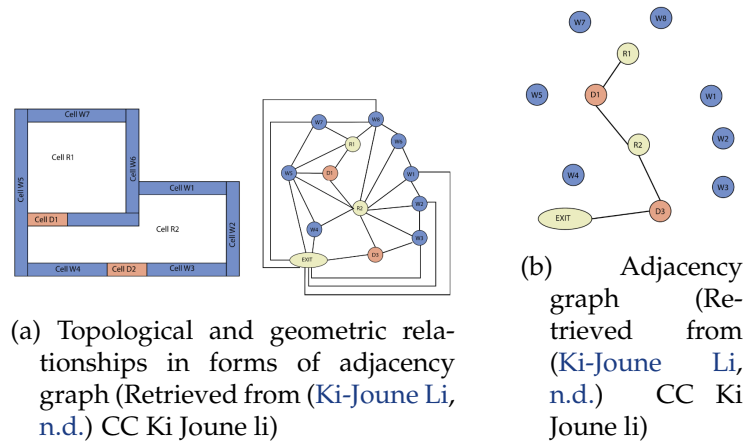 Cell W7
Cell R1
Cell W5
Cell W6
Cell W1
Cell D1
Cell R2
Cell W2
Cell W4
Cell D2
Cell W3
W7
W8
R1
W6
W5
D1
W1
R2
W2
W4
W3
D3
EXIT
(a) Topological and geometric rela-
tionships in forms of adjacency
graph (Retrieved from (Ki-Joune Li,
n.d.) CC Ki Joune li)
W7
W8
R1
W5
D1
W1
R2
W2
W4
W3
EXIT
D3
(b) Adjacency
graph (Re-
trieved from
(Ki-Joune Li,
n.d.) CC Ki
Joune li)